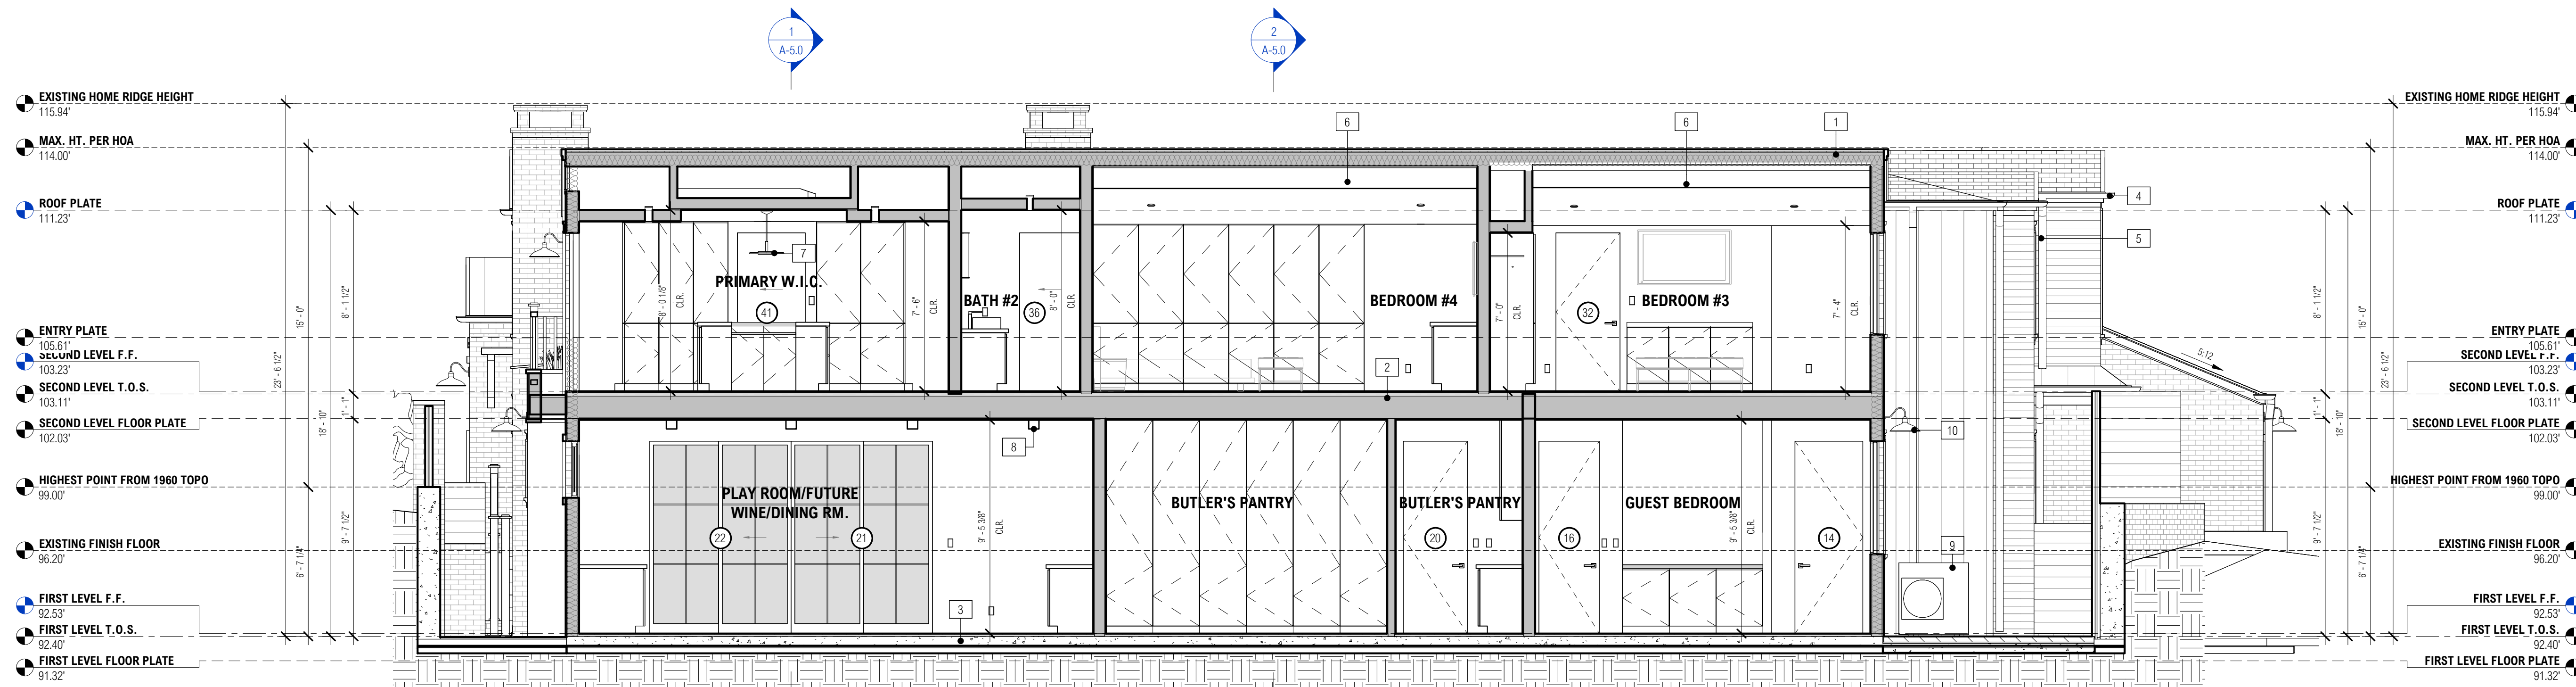 1
A-5.0
2
A-5.0
EXISTING HOME RIDGE HEIGHT
115.94'
MAX. HT. PER HOA
114.00'
ROOF PLATE
111.23'
ENTRY PLATE
105.61'
SECOND LEVEL F.F.
103.23'
SECOND LEVEL T.O.S.
103.11'
SECOND LEVEL FLOOR PLATE
102.03'
HIGHEST POINT FROM 1960 TOPO
99.00'
EXISTING FINISH FLOOR
96.20'
FIRST LEVEL F.F.
92.53'
FIRST LEVEL T.O.S.
92.40'
FIRST LEVEL FLOOR PLATE
91.32'
23' - 6 1/2"
15' - 0"
18' - 10"
8' - 1 1/2"
1' - 1"
9' - 7 1/2"
6' - 7 1/4"
6
6
1
4
5
7
PRIMARY W.I.C.
41
8' - 0 1/8"
CLR.
7' - 6"
CLR.
BATH #2
36
8' - 0"
CLR.
BEDROOM #4
7' - 0"
CLR.
32
BEDROOM #3
7' - 4"
CLR.
2
8
10
9
3
PLAY ROOM/FUTURE
WINE/DINING RM.
22
21
9' - 5 3/8"
CLR.
BUTLER'S PANTRY
BUTLER'S PANTRY
20
16
GUEST BEDROOM
9' - 5 3/8"
CLR.
14
5:12
8' - 1 1/2"
1' - 1"
9' - 7 1/2"
18' - 10"
15' - 0"
6' - 7 1/4"
23' - 6 1/2"
EXISTING HOME RIDGE HEIGHT
115.94'
MAX. HT. PER HOA
114.00'
ROOF PLATE
111.23'
ENTRY PLATE
105.61'
SECOND LEVEL F.F.
103.23'
SECOND LEVEL T.O.S.
103.11'
SECOND LEVEL FLOOR PLATE
102.03'
HIGHEST POINT FROM 1960 TOPO
99.00'
EXISTING FINISH FLOOR
96.20'
FIRST LEVEL F.F.
92.53'
FIRST LEVEL T.O.S.
92.40'
FIRST LEVEL FLOOR PLATE
91.32'